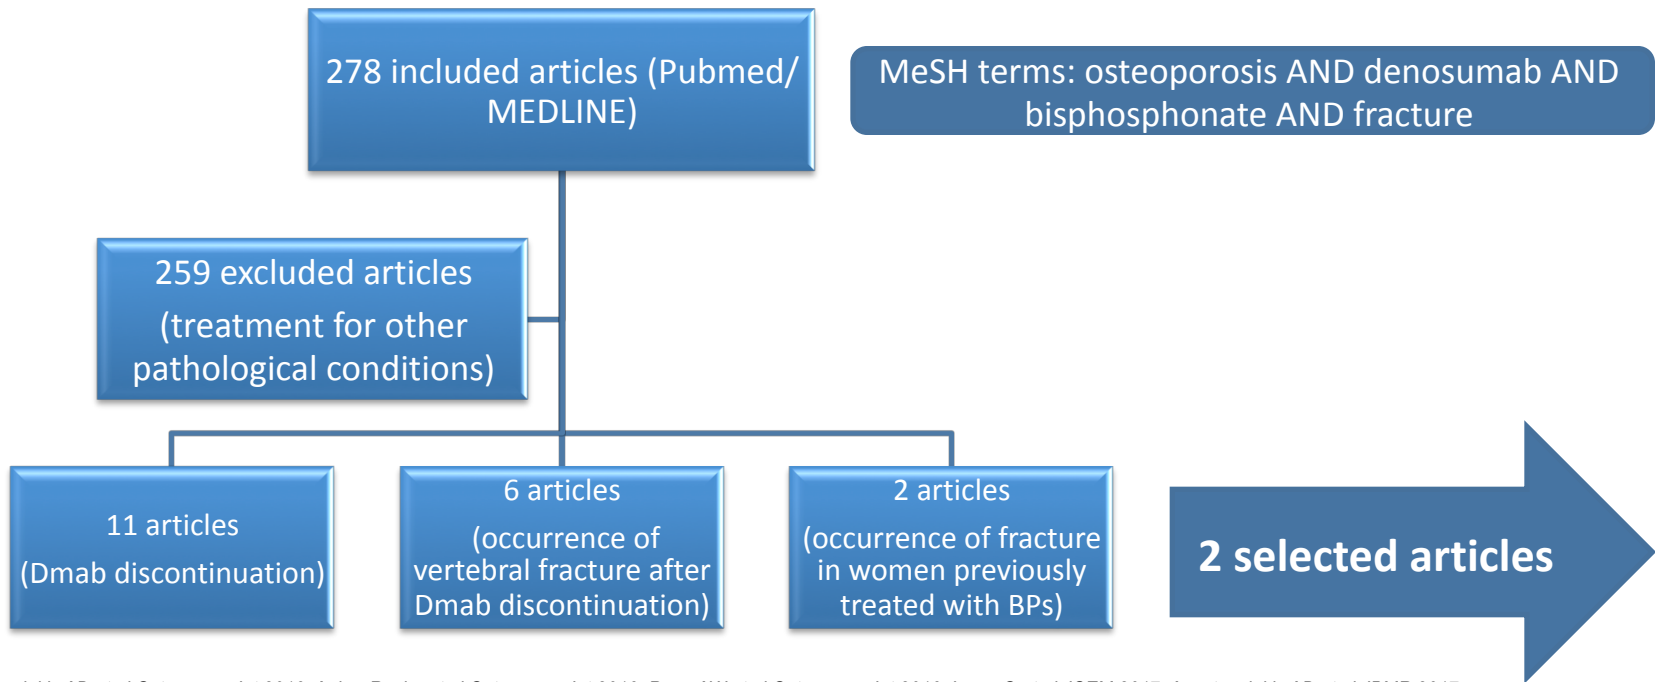 278 included articles (Pubmed/
MEDLINE)
MeSH terms: osteoporosis AND denosumab AND
bisphosphonate AND fracture
259 excluded articles
(treatment for other
pathological conditions)
11 articles
(Dmab discontinuation)
6 articles
(occurrence of
vertebral fracture after
Dmab discontinuation)
2 articles
(occurrence of fracture
in women previously
treated with BPs)
2 selected articles